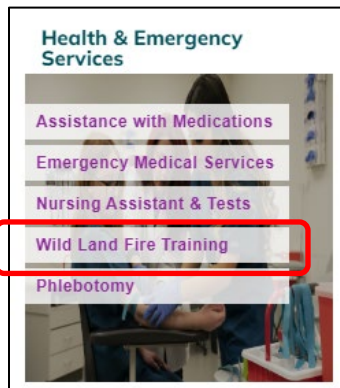 Health & Emergency
Services
Assistance with Medications
Emergency Medical Services
Nursing Assistant & Tests
Wild Land Fire Training
Phlebotomy